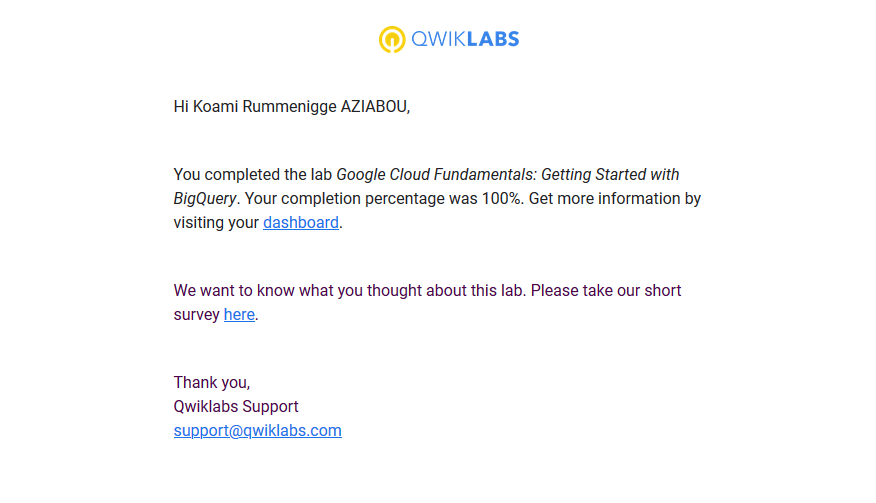 QWIKLABS
Hi Koami Rummenigge AZIABOU,
You completed the lab Google Cloud Fundamentals: Getting Started with
BigQuery. Your completion percentage was 100%. Get more information by
visiting your dashboard.
We want to know what you thought about this lab. Please take our short
survey here.
Thank you,
Qwiklabs Support
support@qwiklabs.com